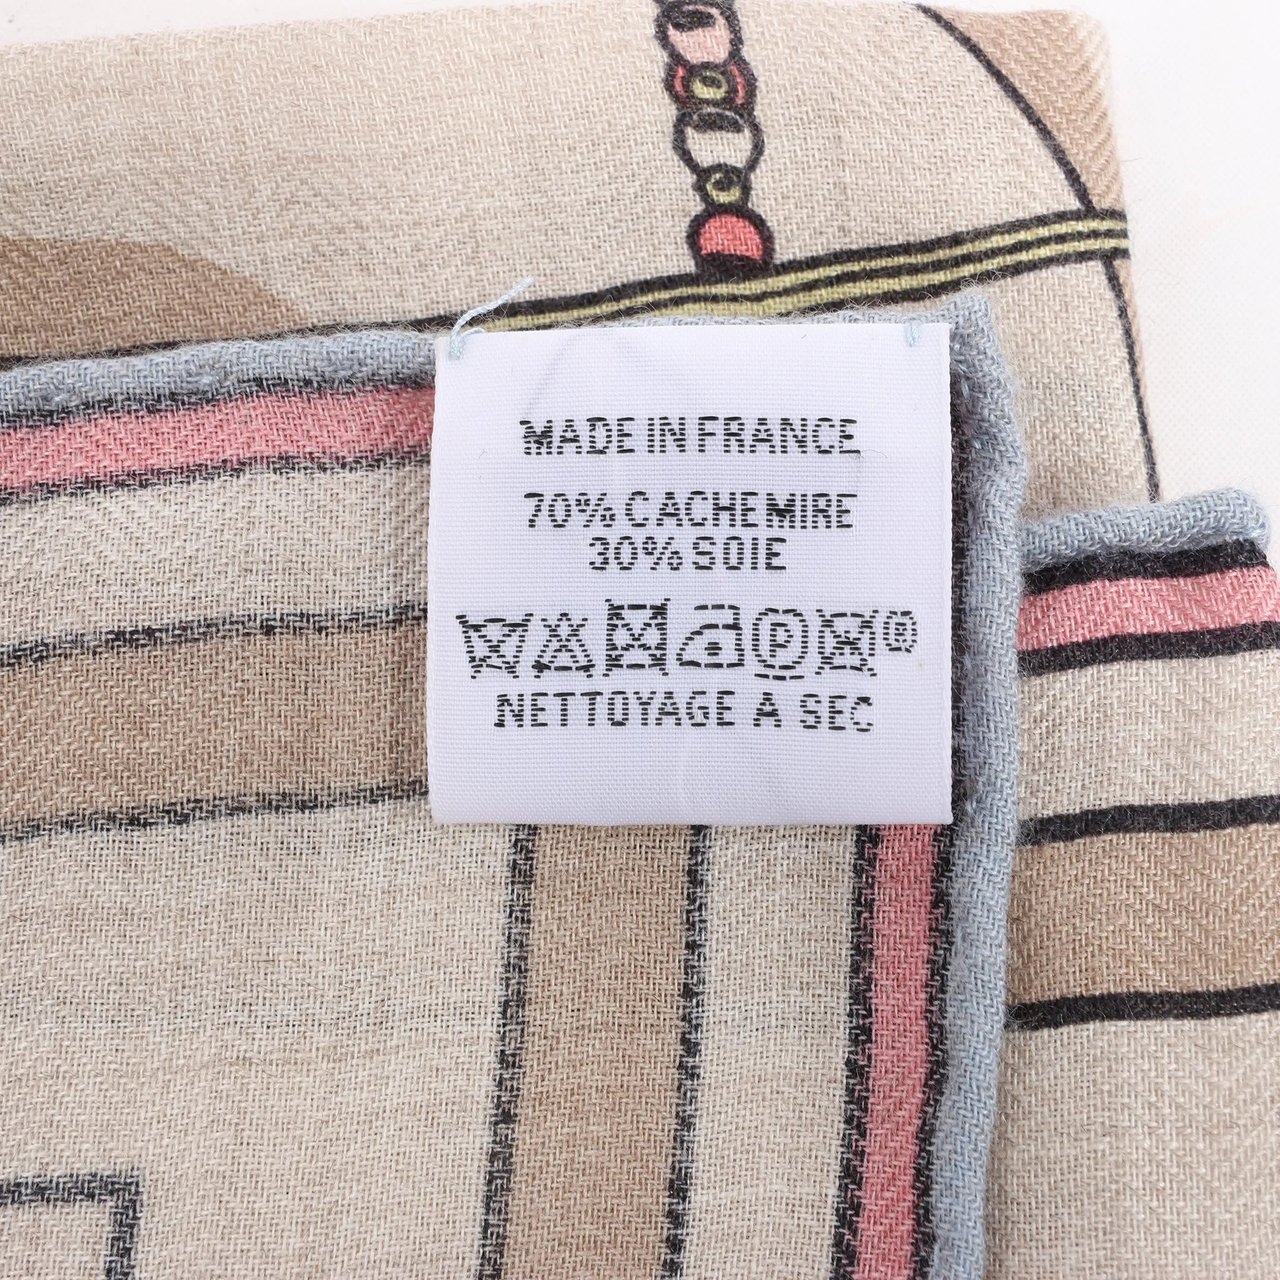 MADE IN FRANCE
70% CACHEMIRE
30% SOIE
P ®
NETTOYAGE A SEC